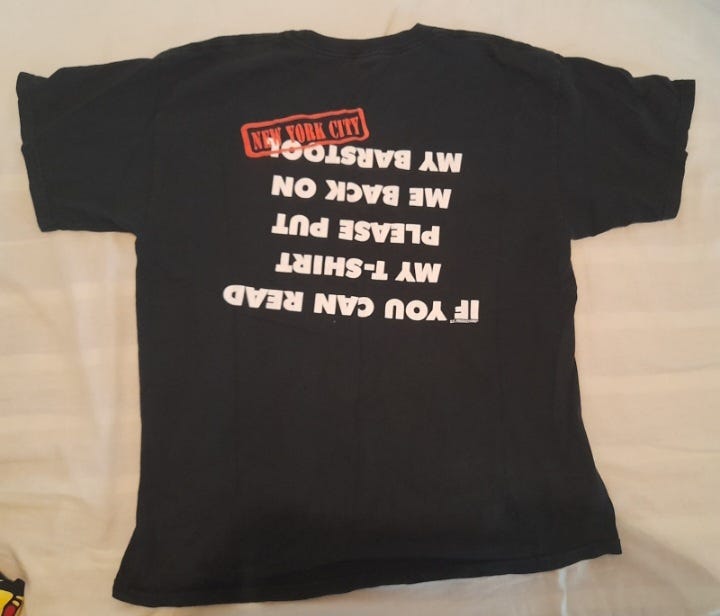 NEW YORK CITY
IF YOU CAN READ
MY T-SHIRT
PLEASE PUT
ME BACK ON
MY BARSTOOL